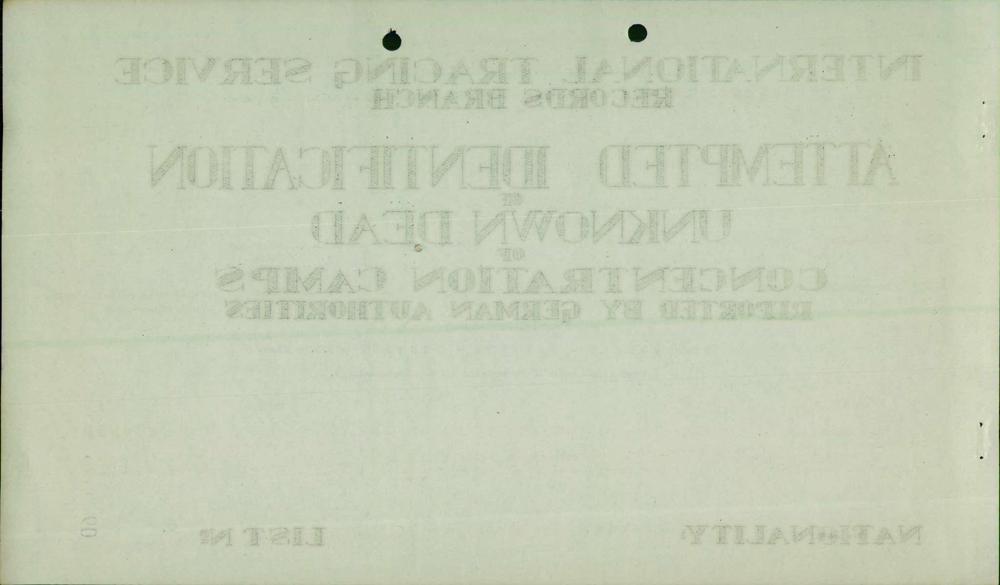 INTERNATIONAL TRACING SERVICE
RECORDS BRANCH
ATTEMPTED IDENTIFICATION
OF
UNKNOWN DEAD
OF
CONCENTRATION CAMPS
REPORTED BY GERMAN AUTHORITIES
NATIONALITY: LIST Nº